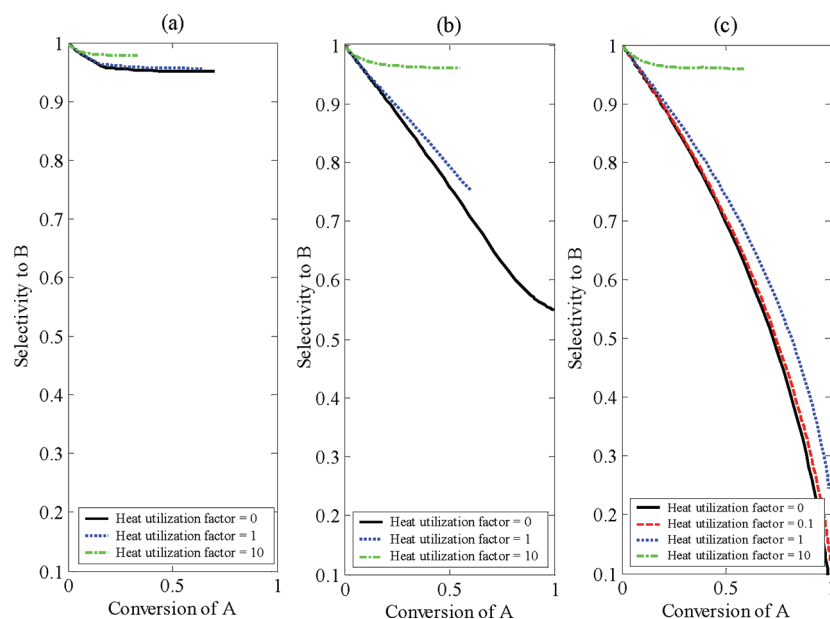 (a)
1
0.9
0.8
0.7
0.6
0.5
0.4
0.3
0.2
0.1
Selectivity to B
Heat utilization factor = 0
Heat utilization factor = 1
Heat utilization factor = 10
0
0.5
1
Conversion of A
(b)
1
0.9
0.8
0.7
0.6
0.5
0.4
0.3
0.2
0.1
Selectivity to B
Heat utilization factor = 0
Heat utilization factor = 1
Heat utilization factor = 10
0
0.5
1
Conversion of A
(c)
1
0.9
0.8
0.7
0.6
0.5
0.4
0.3
0.2
0.1
Selectivity to B
Heat utilization factor = 0
Heat utilization factor = 0.1
Heat utilization factor = 1
Heat utilization factor = 10
0
0.5
1
Conversion of A